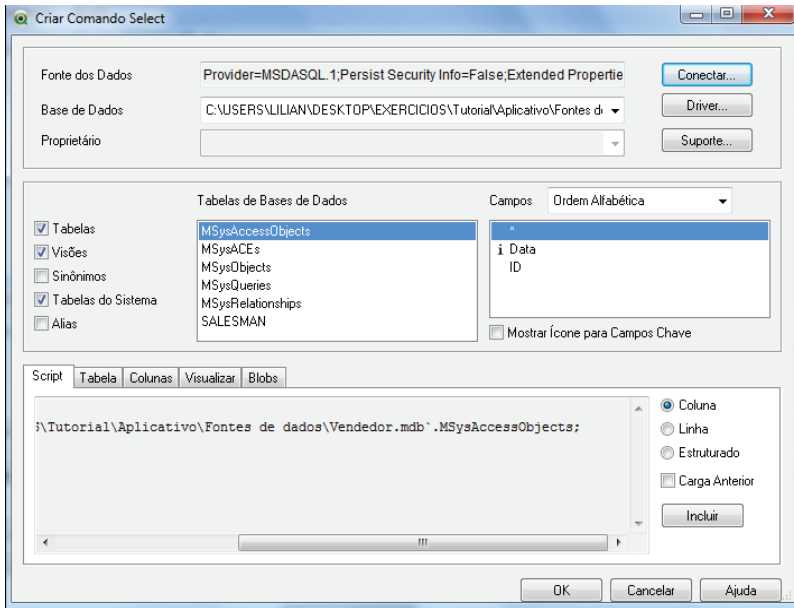 Criar Comando Select
Fonte dos Dados
Provider=MSDASQL.1;Persist Security Info=False;Extended Propertie
Conectar...
Base de Dados
C:\USERS\LILIAN\DESKTOP\EXERCICIOS\Tutorial\Aplicativo\Fontes d
Driver...
Proprietário
Suporte...
Tabelas de Bases de Dados
Campos
Ordem Alfabética
Tabelas
Visões
Sinônimos
Tabelas do Sistema
Alias
MSysAccessObjects
MSysACEs
MSysObjects
MSysQueries
MSysRelationships
SALESMAN
*
i Data
ID
Mostrar Ícone para Campos Chave
Script
Tabela
Colunas
Visualizar
Blobs
\Tutorial\Aplicativo\Fontes de dados\Vendedor.mdb`.MSysAccessObjects;
Coluna
Linha
Estruturado
Carga Anterior
Incluir
OK
Cancelar
Ajuda